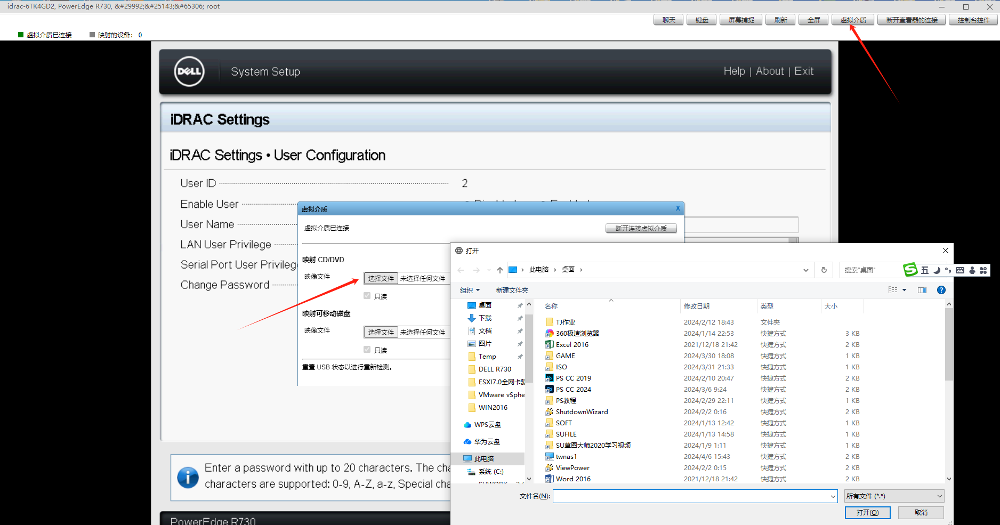 idrac-6TK4GD2, PowerEdge R730, &#29992;&#25143;&#65306; root
聊天 键盘 屏幕捕捉 刷新 全屏 虚拟介质 断开查看器的连接 控制台控件
虚拟介质已连接 映射的设备: 0
DELL System Setup Help | About | Exit
iDRAC Settings
iDRAC Settings • User Configuration
User ID 2
Enable User
User Name
LAN User Privilege
Serial Port User Privileg
Change Password
虚拟介质 X
虚拟介质已连接 断开连接虚拟介质
映射 CD/DVD
映像文件 选择文件 未选择任何文件
只读
映射可移动磁盘
映像文件 选择文件 未选择任何文件
只读
重置 USB 状态以进行重新检测。
打开
此电脑 › 桌面 ›
搜索"桌面"
五
组织 新建文件夹
桌面
下载
文档
图片
Temp
DELL R730
ESXI7.0全网卡
VMware vSphe
WIN2016
WPS云盘
华为云盘
此电脑
系统 (C:)
名称 修改日期 类型 大小
TJ作业 2024/2/12 18:43 文件夹
360极速浏览器 2024/1/14 22:53 快捷方式 3 KB
Excel 2016 2021/12/18 21:42 快捷方式 2 KB
GAME 2024/3/30 18:08 快捷方式 1 KB
ISO 2024/3/31 21:33 快捷方式 1 KB
PS CC 2019 2024/2/10 20:47 快捷方式 2 KB
PS CC 2024 2024/3/6 9:24 快捷方式 2 KB
PS教程 2024/2/29 22:11 快捷方式 1 KB
ShutdownWizard 2024/2/2 0:16 快捷方式 2 KB
SOFT 2024/1/13 12:42 快捷方式 1 KB
SUFILE 2024/1/13 14:58 快捷方式 1 KB
SU草图大师2020学习视频 2024/1/9 1:11 快捷方式 1 KB
twnas1 2024/4/6 15:43 快捷方式 2 KB
ViewPower 2024/2/2 0:15 快捷方式 2 KB
Word 2016 2021/12/18 21:42 快捷方式 2 KB
文件名(N): 所有文件 (*.*)
打开(O) 取消
Enter a password with up to 20 characters. The cha
characters are supported: 0-9, A-Z, a-z, Special cha
PowerEdge R730